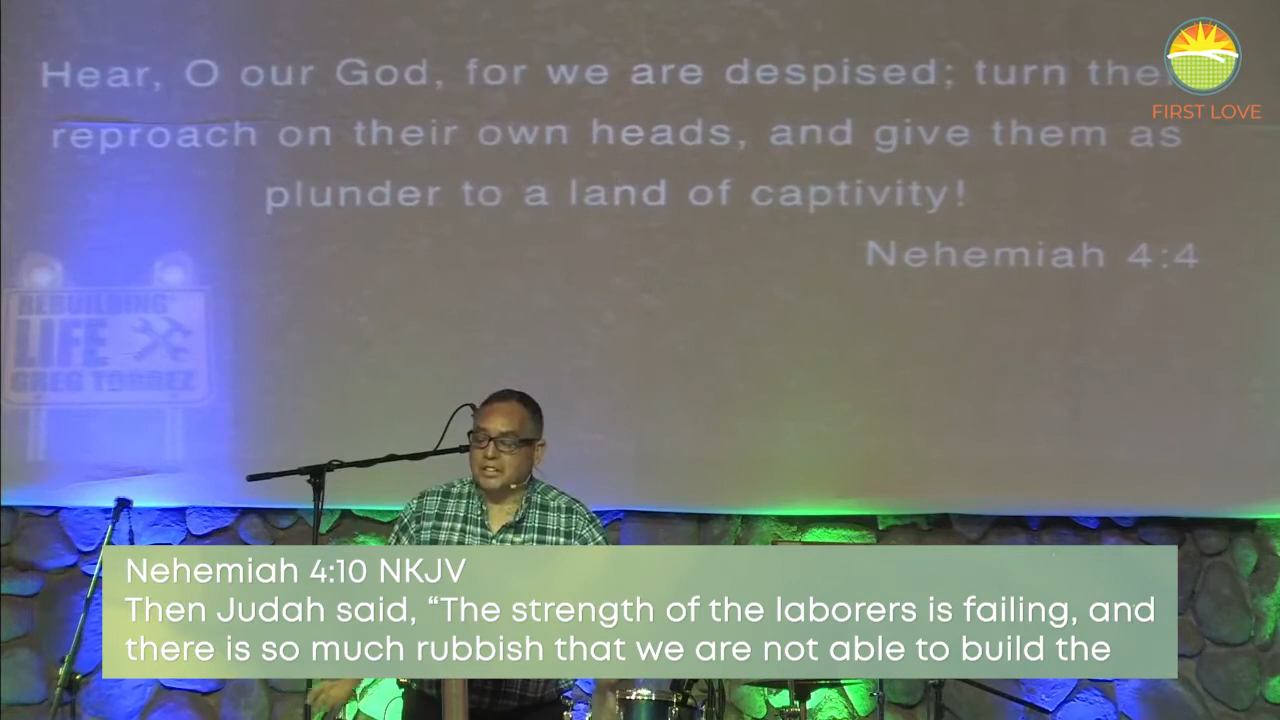 Hear, O our God, for we are despised; turn their
reproach on their own heads, and give them as
plunder to a land of captivity!
Nehemiah 4:4
FIRST LOVE
REBUILDING
LIFE
GREG TORREZ
Nehemiah 4:10 NKJV
Then Judah said, “The strength of the laborers is failing, and
there is so much rubbish that we are not able to build the